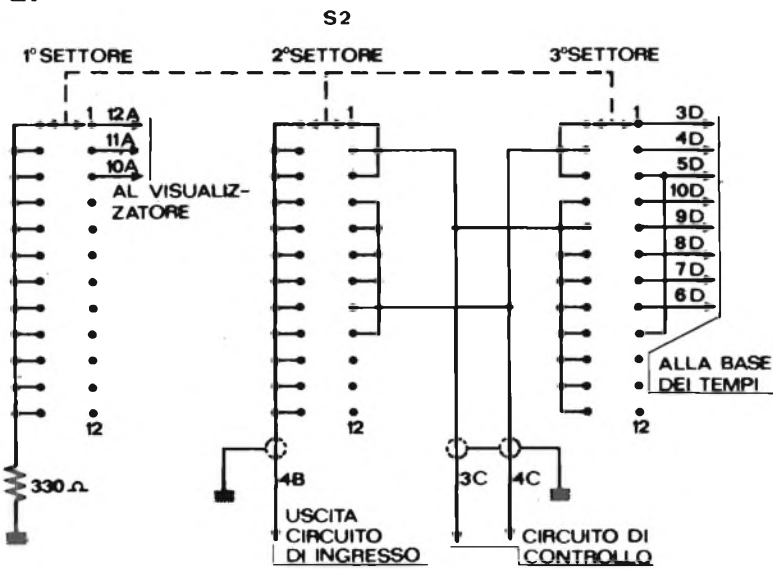 S2
1° SETTORE
2° SETTORE
3° SETTORE
1
12A
11A
10A
AL VISUALIZ-
ZATORE
12
330 Ω
1
12
4B
USCITA
CIRCUITO
DI INGRESSO
1
3D
4D
5D
10D
9D
8D
7D
6D
ALLA BASE
DEI TEMPI
12
3C
4C
CIRCUITO DI
CONTROLLO